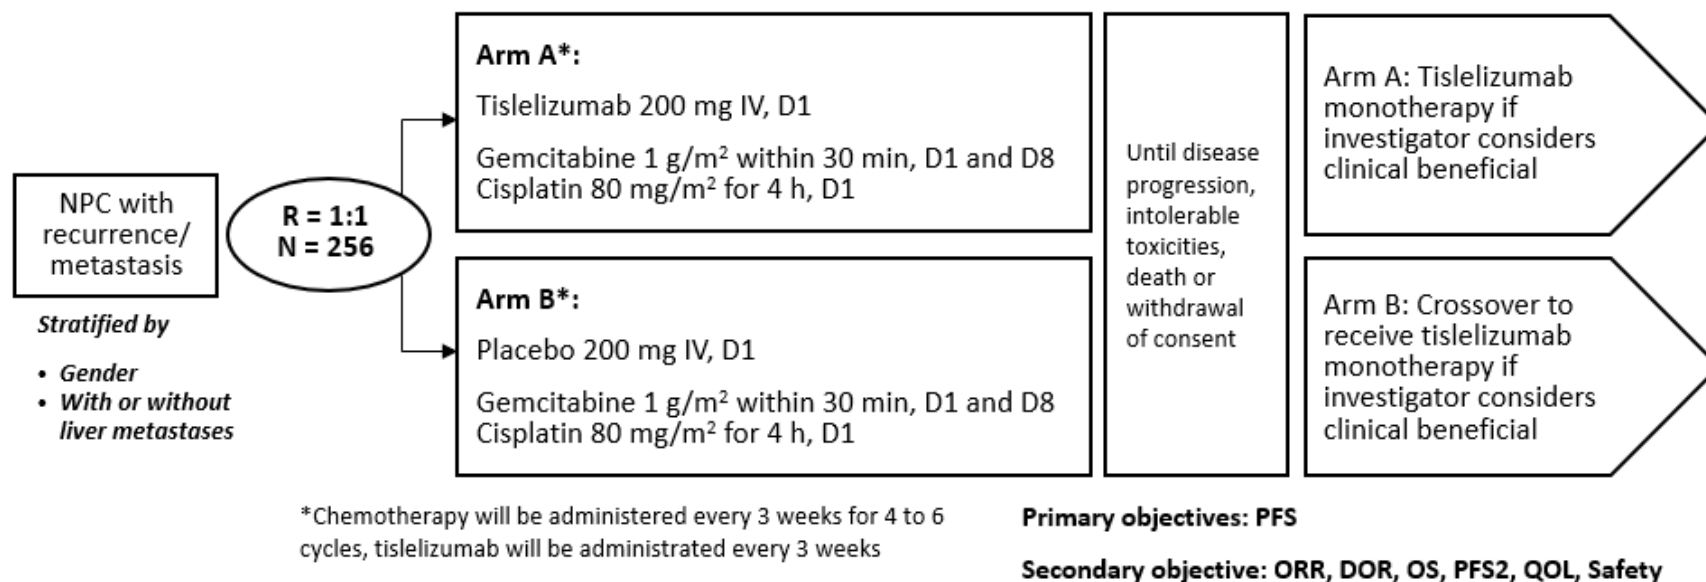 NPC with
recurrence/
metastasis
Stratified by
• Gender
• With or without
liver metastases
R = 1:1
N = 256
Arm A*:
Tislelizumab 200 mg IV, D1
Gemcitabine 1 g/m² within 30 min, D1 and D8
Cisplatin 80 mg/m² for 4 h, D1
Arm B*:
Placebo 200 mg IV, D1
Gemcitabine 1 g/m² within 30 min, D1 and D8
Cisplatin 80 mg/m² for 4 h, D1
Until disease
progression,
intolerable
toxicities,
death or
withdrawal
of consent
Arm A: Tislelizumab
monotherapy if
investigator considers
clinical beneficial
Arm B: Crossover to
receive tislelizumab
monotherapy if
investigator considers
clinical beneficial
*Chemotherapy will be administered every 3 weeks for 4 to 6
cycles, tislelizumab will be administrated every 3 weeks
Primary objectives: PFS
Secondary objective: ORR, DOR, OS, PFS2, QOL, Safety